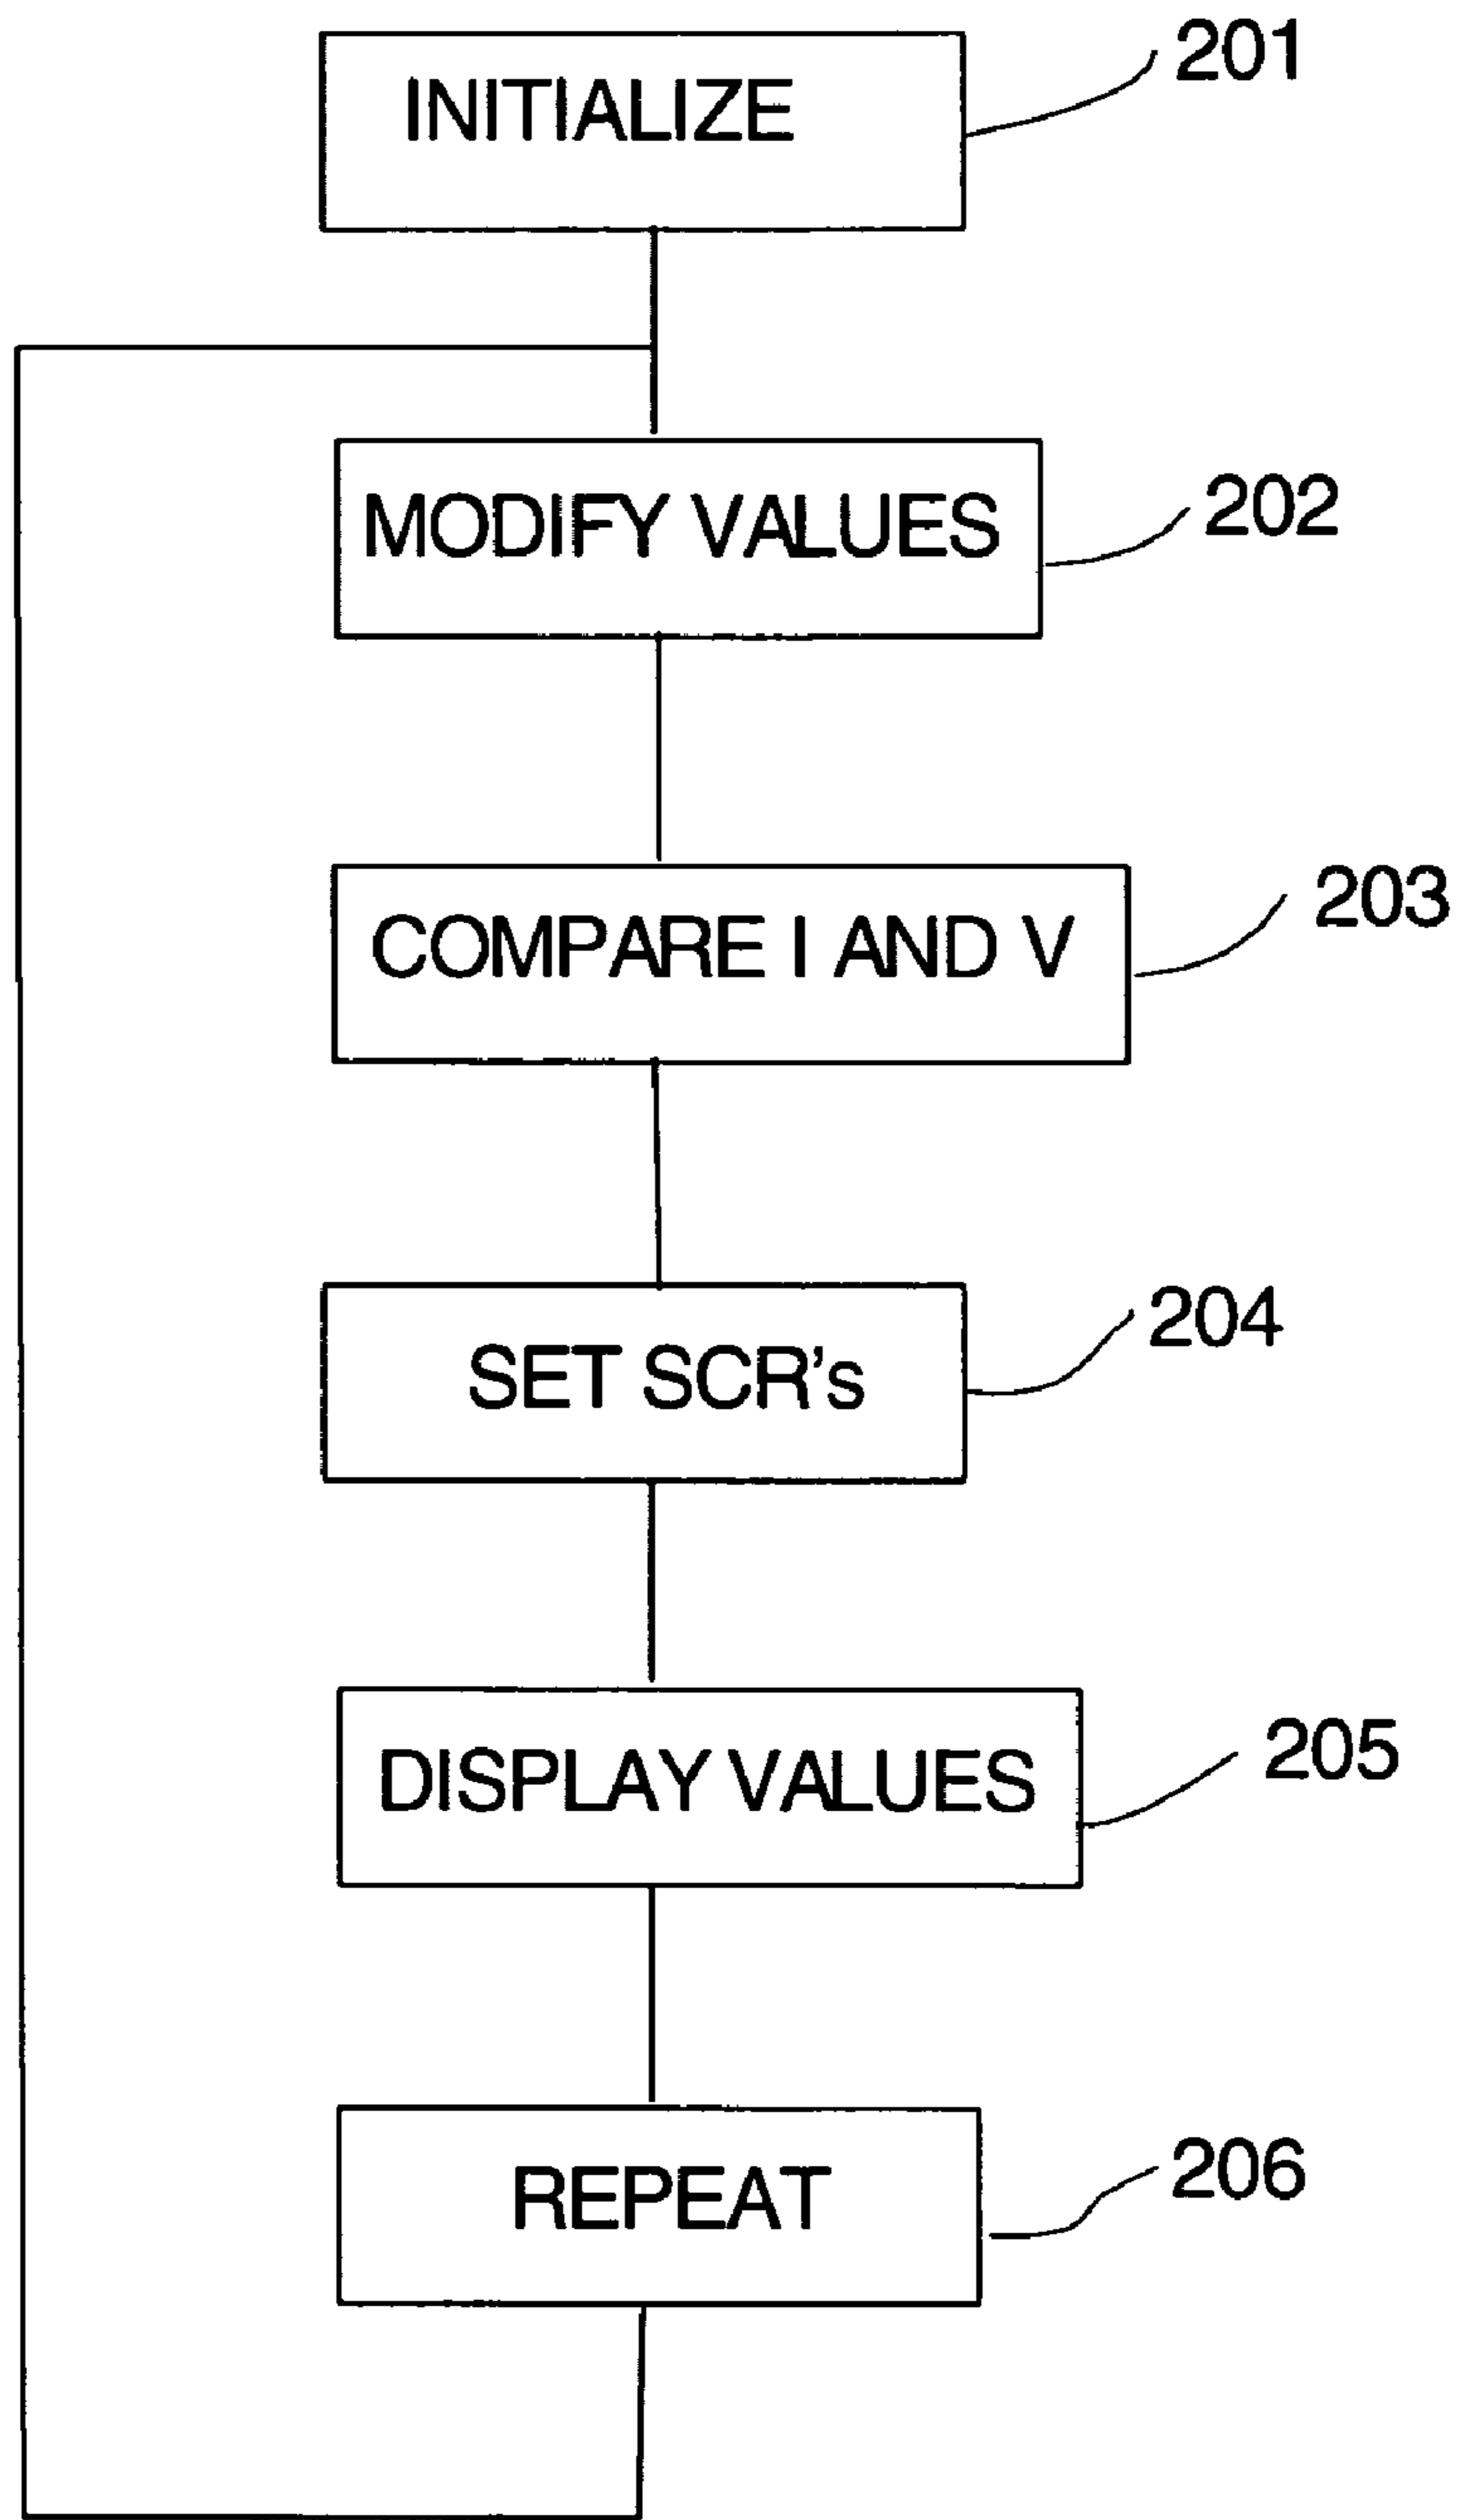 INITIALIZE
201
MODIFY VALUES
202
COMPARE I AND V
203
SET SCR's
204
DISPLAY VALUES
205
REPEAT
206